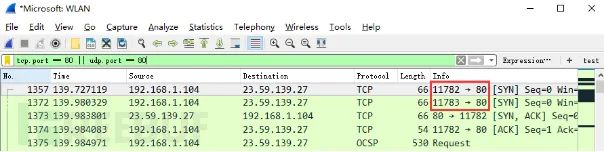 *Microsoft: WLAN
File Edit View Go Capture Analyze Statistics Telephony Wireless Tools Help
tcp.port == 80 || udp.port == 80 Expression… + test
No. Time Source Destination Protocol Length Info
1357 139.727119 192.168.1.104 23.59.139.27 TCP 66 11782 → 80 [SYN] Seq=0 Win=
1372 139.980329 192.168.1.104 23.59.139.27 TCP 66 11783 → 80 [SYN] Seq=0 Win=
1373 139.983801 23.59.139.27 192.168.1.104 TCP 66 80 → 11782 [SYN, ACK] Seq=0
1374 139.984083 192.168.1.104 23.59.139.27 TCP 54 11782 → 80 [ACK] Seq=1 Ack=
1375 139.984971 192.168.1.104 23.59.139.27 OCSP 530 Request